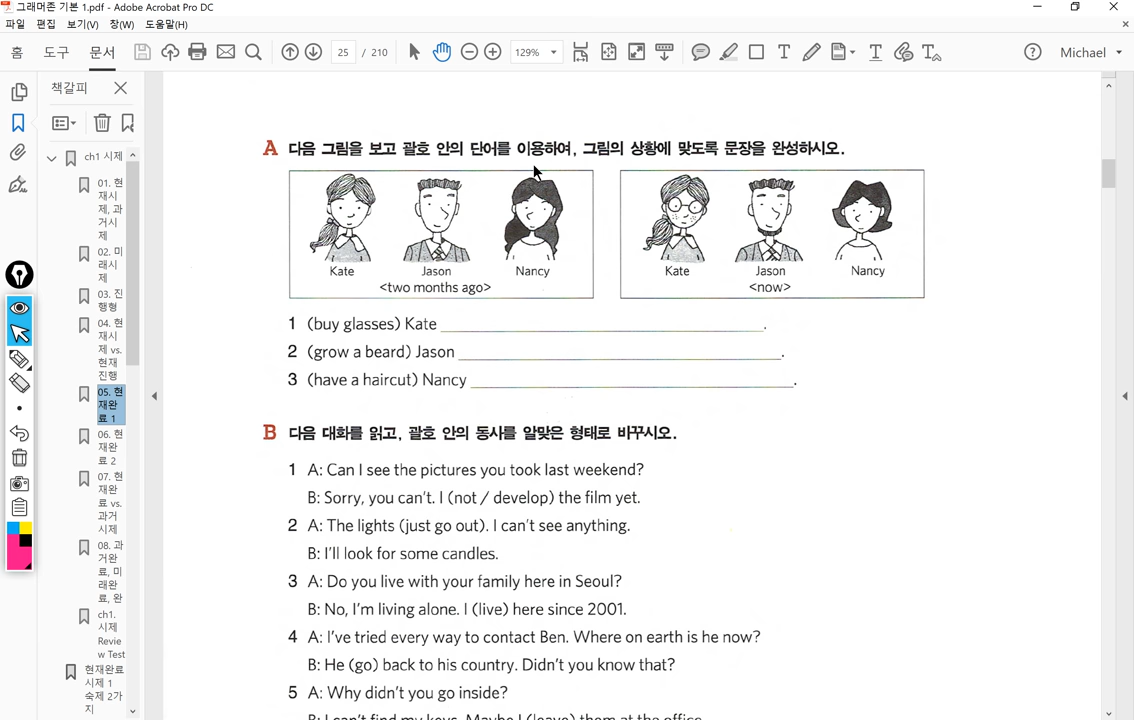 그래머존 기본 1.pdf - Adobe Acrobat Pro DC
파일 편집 보기(V) 창(W) 도움말(H)
홈 도구 문서 25 / 210 129% Michael
책갈피
ch1 시제
01. 현
재시
제, 과
거시
제
02. 미
래시
제
03. 진
행형
04. 현
재시
제 vs.
현재
진행
05. 현
재완
료 1
06. 현
재완
료 2
07. 현
재완
료 vs.
과거
시제
08. 과
거완
료, 미
래완
료, 완
ch1.
시제
Revie
w Test
현재완료
시제 1
숙제 2가
지
A 다음 그림을 보고 괄호 안의 단어를 이용하여, 그림의 상황에 맞도록 문장을 완성하시오.
Kate Jason Nancy
<two months ago>
Kate Jason Nancy
<now>
1 (buy glasses) Kate .
2 (grow a beard) Jason .
3 (have a haircut) Nancy .
B 다음 대화를 읽고, 괄호 안의 동사를 알맞은 형태로 바꾸시오.
1 A: Can I see the pictures you took last weekend?
B: Sorry, you can't. I (not / develop) the film yet.
2 A: The lights (just go out). I can't see anything.
B: I'll look for some candles.
3 A: Do you live with your family here in Seoul?
B: No, I'm living alone. I (live) here since 2001.
4 A: I've tried every way to contact Ben. Where on earth is he now?
B: He (go) back to his country. Didn't you know that?
5 A: Why didn't you go inside?
B: I can't find my keys. Maybe I (leave) them at the office.